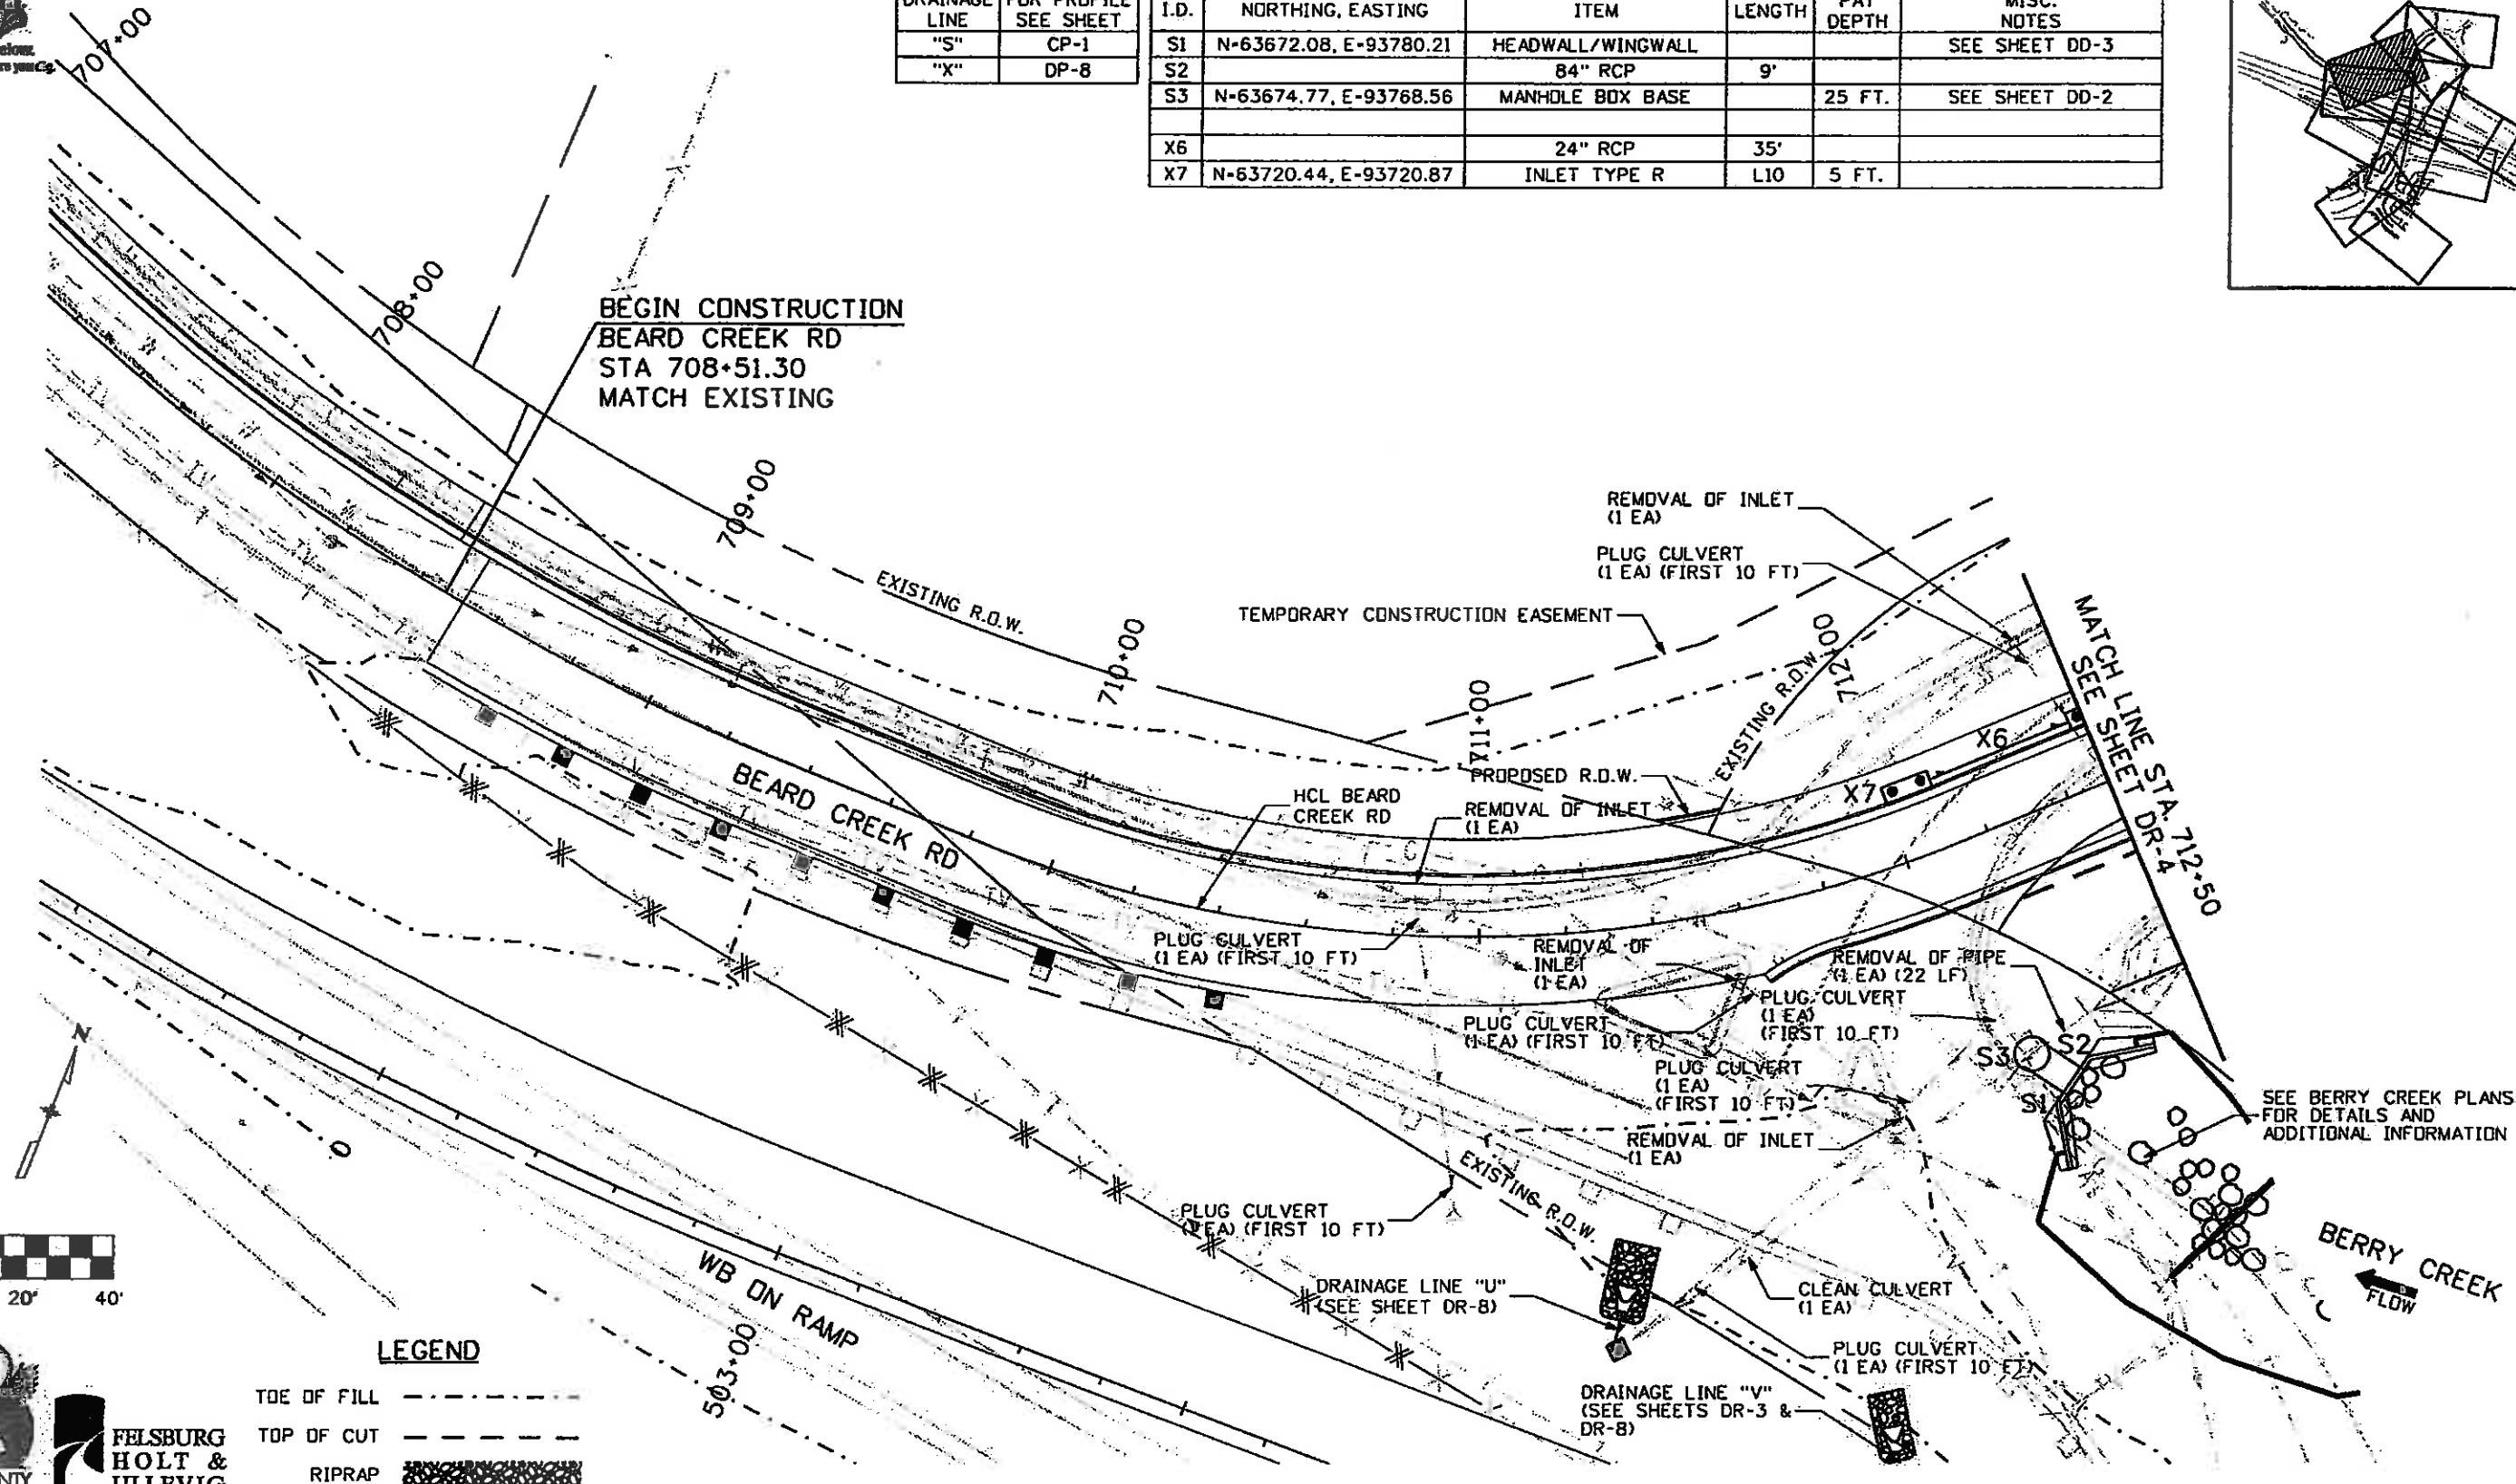 DRAINAGE LINE FOR PROFILE SEE SHEET
"S" CP-1
"X" DP-8
I.D. NORTHING, EASTING ITEM LENGTH PAY DEPTH MISC. NOTES
S1 N-63672.08, E-93780.21 HEADWALL/WINGWALL SEE SHEET DD-3
S2 84" RCP 9'
S3 N-63674.77, E-93768.56 MANHOLE BOX BASE 25 FT. SEE SHEET DD-2
X6 24" RCP 35'
X7 N-63720.44, E-93720.87 INLET TYPE R L10 5 FT.
707+00
708+00
BEGIN CONSTRUCTION
BEARD CREEK RD
STA 708+51.30
MATCH EXISTING
709+00
EXISTING R.O.W.
710+00
TEMPORARY CONSTRUCTION EASEMENT
REMOVAL OF INLET
(1 EA)
PLUG CULVERT
(1 EA) (FIRST 10 FT)
711+00
712+00
EXISTING R.O.W.
MATCH LINE STA. 712+50
SEE SHEET DR-4
PROPOSED R.O.W.
X6
X7
HCL BEARD
CREEK RD
REMOVAL OF INLET
(1 EA)
BEARD CREEK RD
PLUG CULVERT
(1 EA) (FIRST 10 FT)
REMOVAL OF
INLET
(1 EA)
REMOVAL OF PIPE
(1 EA) (22 LF)
PLUG CULVERT
(1 EA)
(FIRST 10 FT)
PLUG CULVERT
(1 EA) (FIRST 10 FT)
PLUG CULVERT
(1 EA)
(FIRST 10 FT)
REMOVAL OF INLET
(1 EA)
S3
S2
S1
SEE BERRY CREEK PLANS
FOR DETAILS AND
ADDITIONAL INFORMATION
EXISTING R.O.W.
PLUG CULVERT
(1 EA) (FIRST 10 FT)
DRAINAGE LINE "U"
(SEE SHEET DR-8)
CLEAN CULVERT
(1 EA)
BERRY CREEK
FLOW
PLUG CULVERT
(1 EA) (FIRST 10 FT)
DRAINAGE LINE "V"
(SEE SHEETS DR-3 &
DR-8)
WB ON RAMP
503+00
N
20' 40'
LEGEND
TOE OF FILL
TOP OF CUT
RIPRAP
FELSBURG
HOLT &
ULLEVIG